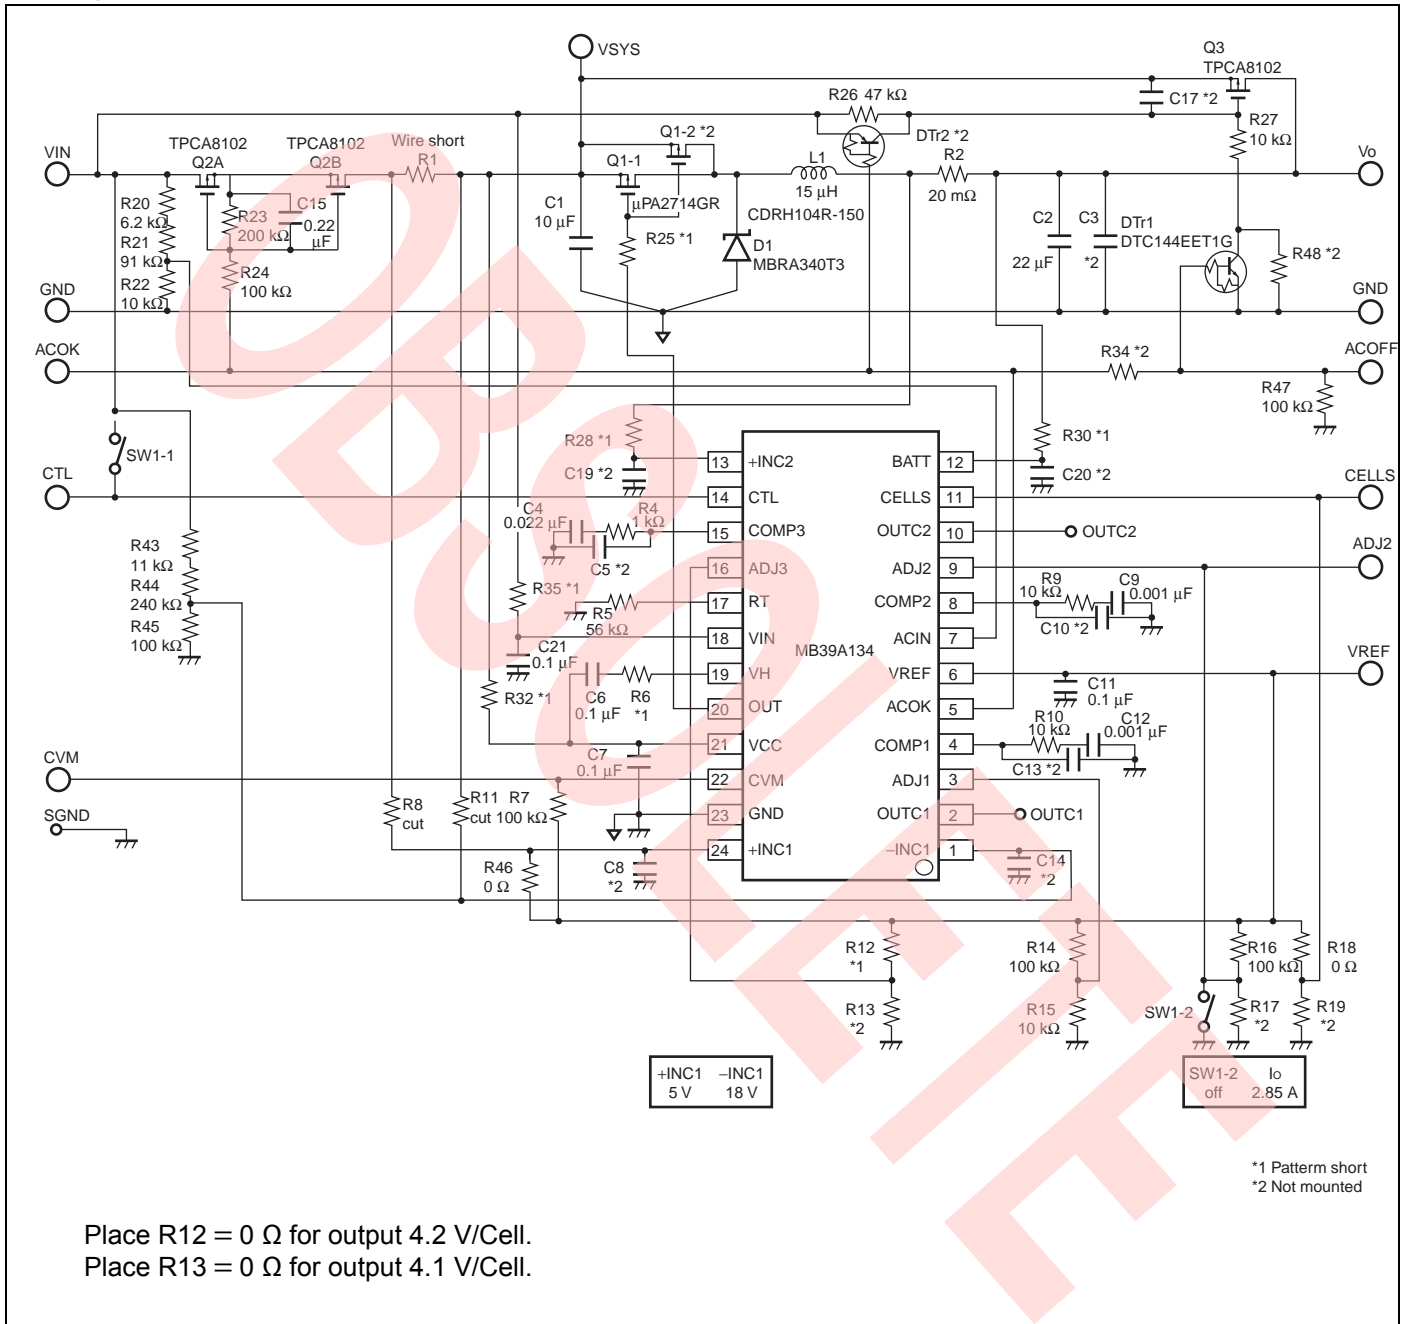 VSYS
Q3
TPCA8102
R26 47 kΩ
C17 *2
R27
10 kΩ
DTr2 *2
Q1-2 *2
TPCA8102
Q2A
TPCA8102
Q2B
Wire short
R1
VIN
Vo
Q1-1
μPA2714GR
L1
15 μH
CDRH104R-150
R2
20 mΩ
R20
6.2 kΩ
R21
91 kΩ
R22
10 kΩ
R23
200 kΩ
C15
0.22
μF
R24
100 kΩ
C1
10 μF
R25 *1
D1
MBRA340T3
C2
22 μF
C3
*2
DTr1
DTC144EET1G
R48 *2
GND
GND
ACOK
R34 *2
ACOFF
R47
100 kΩ
SW1-1
CTL
R28 *1
C19 *2
R30 *1
C20 *2
CELLS
ADJ2
VREF
13 +INC2
14 CTL
15 COMP3
16 ADJ3
17 RT
18 VIN
19 VH
20 OUT
21 VCC
22 CVM
23 GND
24 +INC1
MB39A134
BATT 12
CELLS 11
OUTC2 10
ADJ2 9
COMP2 8
ACIN 7
VREF 6
ACOK 5
COMP1 4
ADJ1 3
OUTC1 2
−INC1 1
OUTC2
OUTC1
C4
0.022 μF
R4
1 kΩ
C5 *2
R43
11 kΩ
R44
240 kΩ
R45
100 kΩ
R35 *1
R5
56 kΩ
C21
0.1 μF
R32 *1
C6
0.1 μF
R6
*1
C7
0.1 μF
R9
10 kΩ
C9
0.001 μF
C10 *2
C11
0.1 μF
R10
10 kΩ
C12
0.001 μF
C13 *2
C14
*2
CVM
SGND
R8
cut
R11
cut
R7
100 kΩ
R46
0 Ω
C8
*2
R12
*1
R13
*2
R14
100 kΩ
R15
10 kΩ
R16
100 kΩ
R18
0 Ω
SW1-2
R17
*2
R19
*2
+INC1 −INC1
5 V 18 V
SW1-2 Io
off 2.85 A
*1 Patterm short
*2 Not mounted
Place R12 = 0 Ω for output 4.2 V/Cell.
Place R13 = 0 Ω for output 4.1 V/Cell.
OBSOLETE